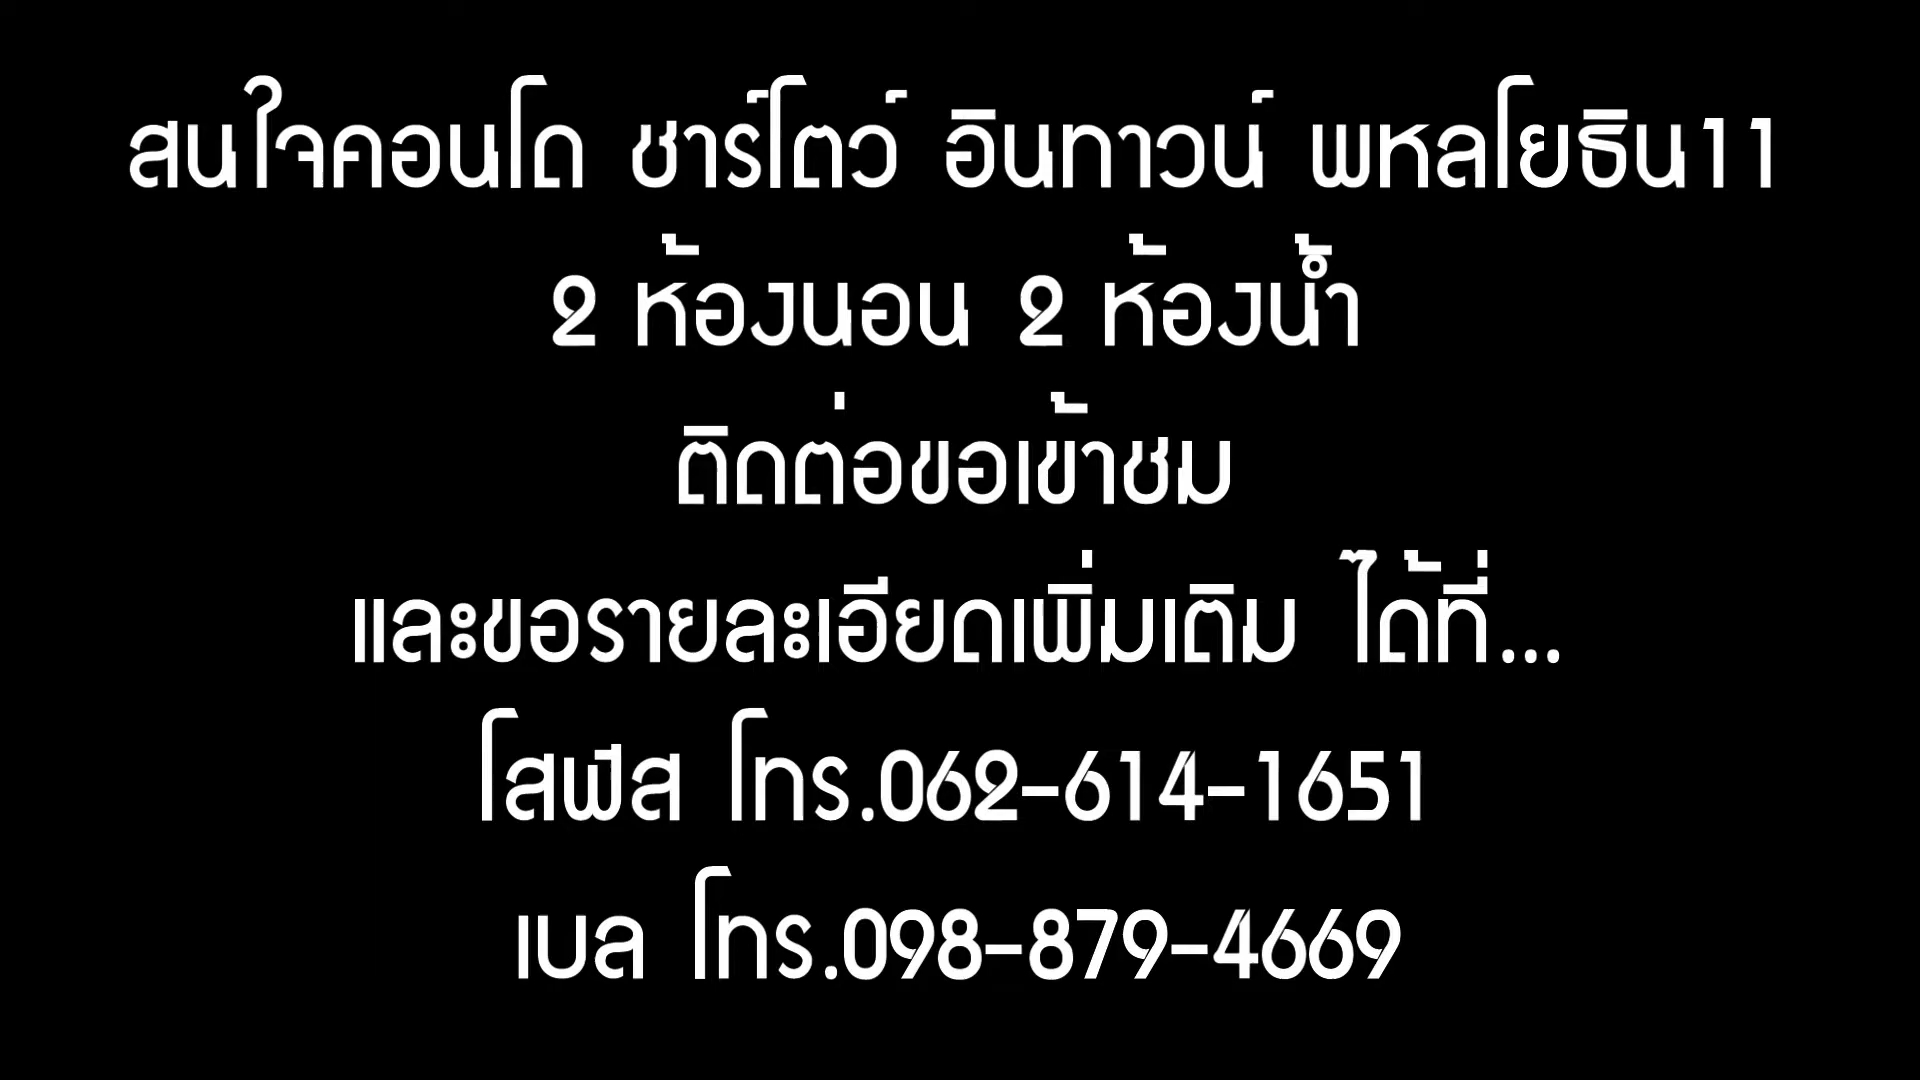 สนใจคอนโด ชาร์โตว์ อินทาวน์ พหลโยธิน11
2 ห้องนอน 2 ห้องน้ำ
ติดต่อขอเข้าชม
และขอรายละเอียดเพิ่มเติม ได้ที่...
โสฬส โทร.062-614-1651
เบล โทร.098-879-4669